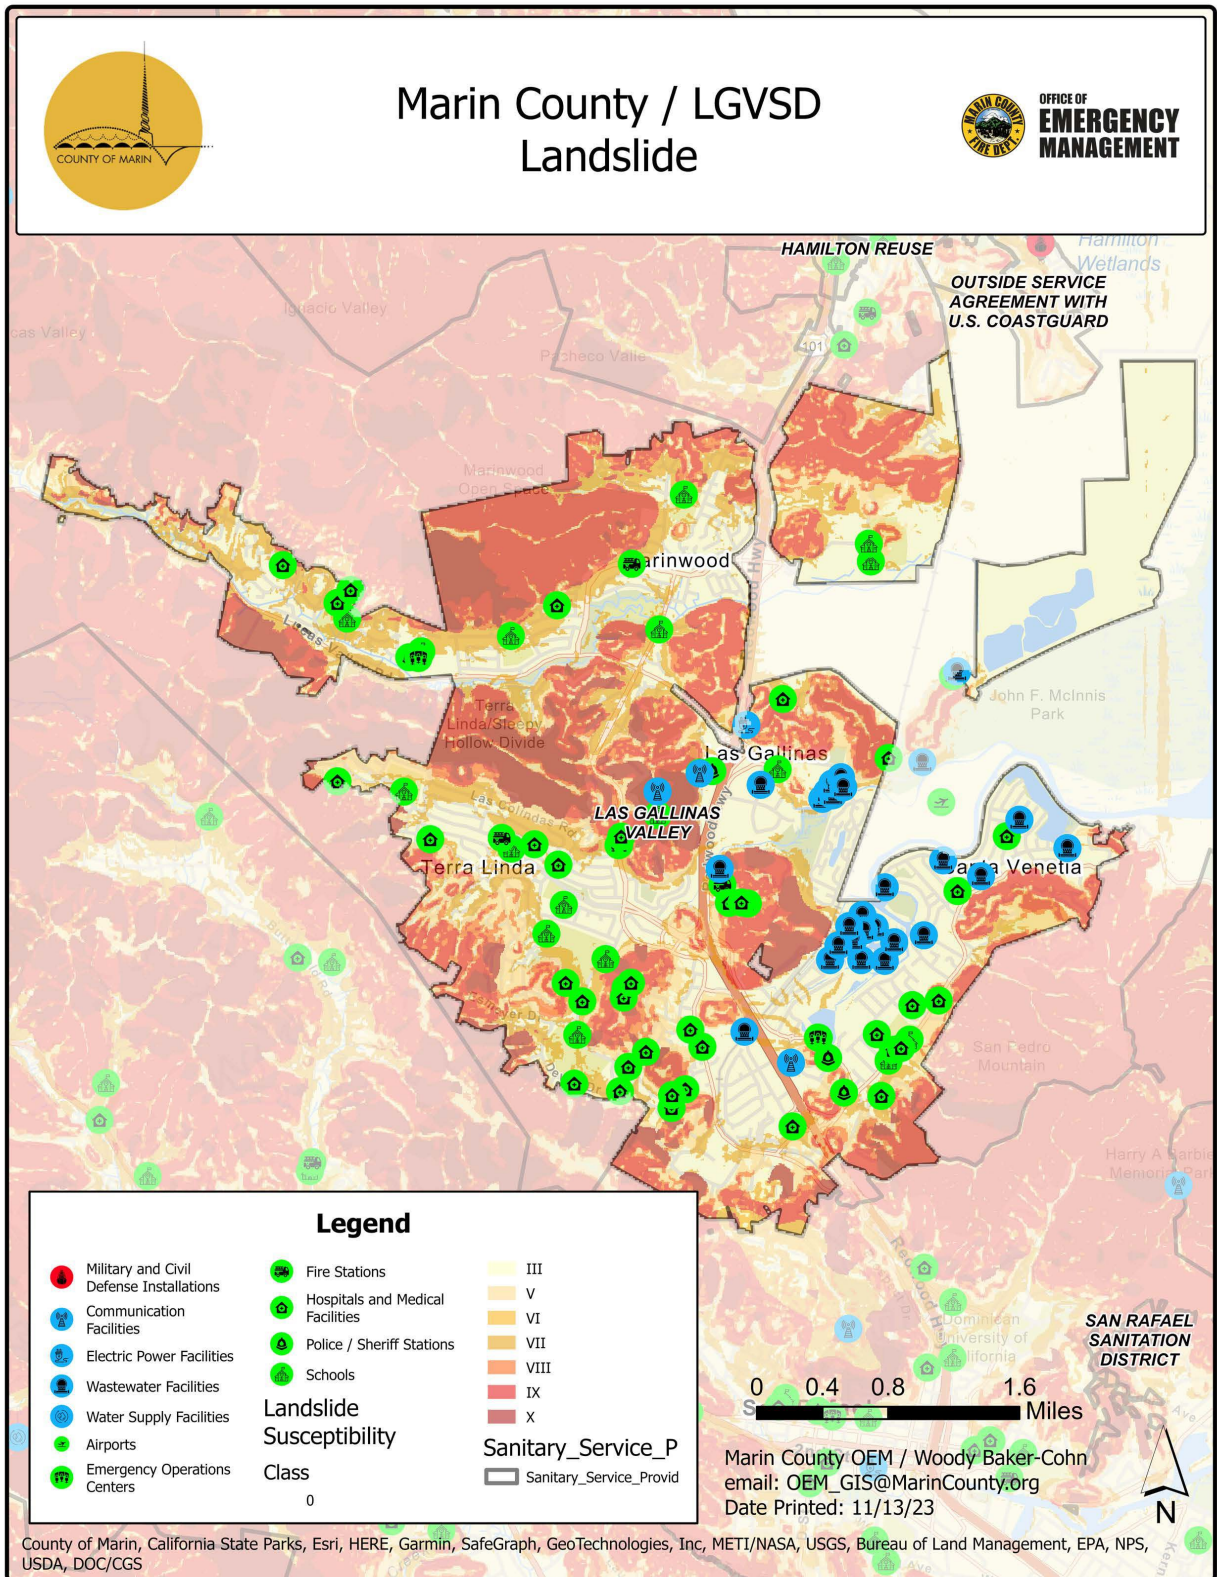 COUNTY OF MARIN
Marin County / LGVSD
Landslide
MARIN COUNTY
FIRE DEPT.
OFFICE OF
EMERGENCY
MANAGEMENT
HAMILTON REUSE
Hamilton
Wetlands
OUTSIDE SERVICE
AGREEMENT WITH
U.S. COASTGUARD
Ignacio Valley
cas Valley
Pacheco Valle
101
Marinwood
Open Space
arinwood
Lucas V
ood Hwy
John F. McInnis
Park
Terra
Linda/Sleepy
Hollow Divide
Las Gallinas
Las Colindas Rd
LAS GALLINAS
VALLEY
Terra Linda
anta Venetia
San Pedro
Mountain
Harry A Barbie
Memorial Park
Legend
Military and Civil
Defense Installations
Communication
Facilities
Electric Power Facilities
Wastewater Facilities
Water Supply Facilities
Airports
Emergency Operations
Centers
Fire Stations
Hospitals and Medical
Facilities
Police / Sheriff Stations
Schools
Landslide
Susceptibility
Class
0
III
V
VI
VII
VIII
IX
X
Sanitary_Service_P
Sanitary_Service_Provid
Dominican
University of
California
SAN RAFAEL
SANITATION
DISTRICT
0 0.4 0.8 1.6
Miles
Marin County OEM / Woody Baker-Cohn
email: OEM_GIS@MarinCounty.org
Date Printed: 11/13/23
N
County of Marin, California State Parks, Esri, HERE, Garmin, SafeGraph, GeoTechnologies, Inc, METI/NASA, USGS, Bureau of Land Management, EPA, NPS,
USDA, DOC/CGS